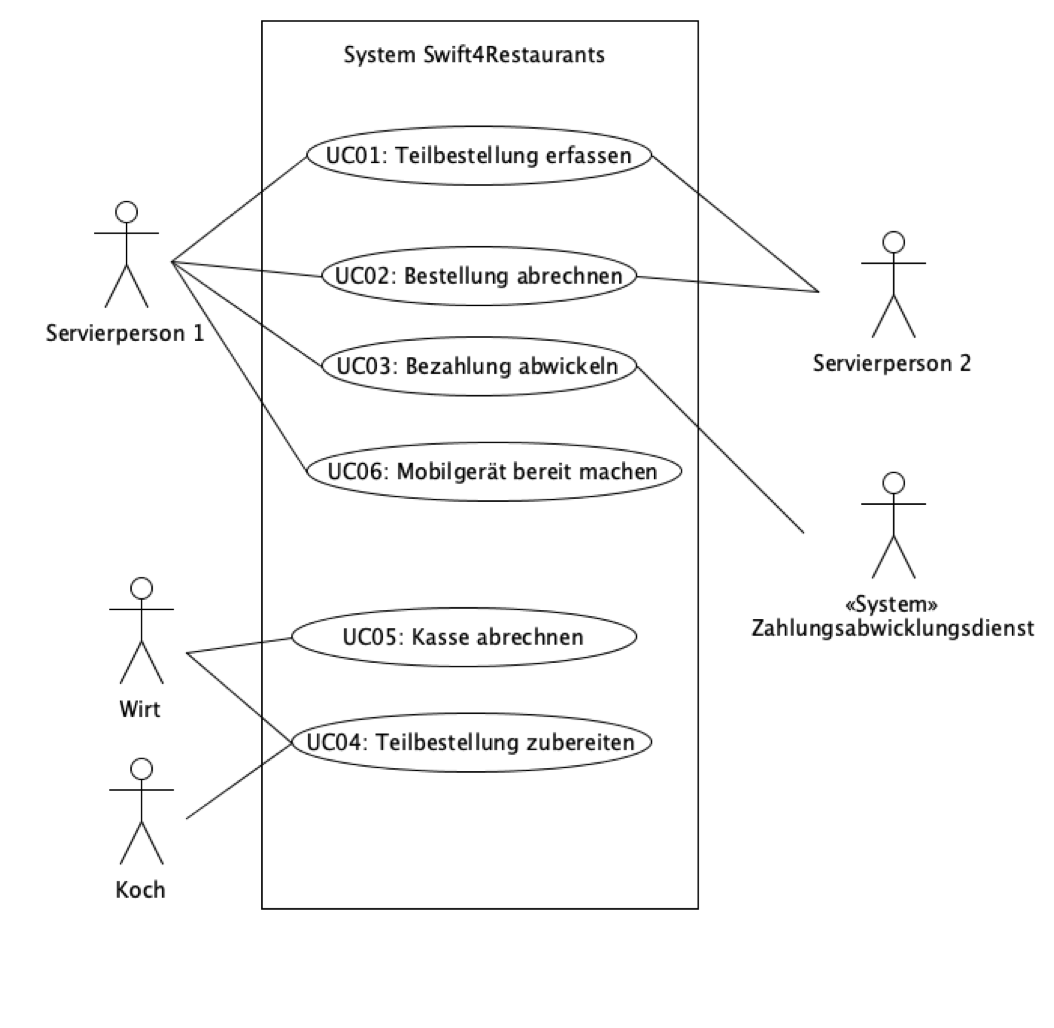 System Swift4Restaurants
UC01: Teilbestellung erfassen
UC02: Bestellung abrechnen
Servierperson 1
UC03: Bezahlung abwickeln
Servierperson 2
UC06: Mobilgerät bereit machen
«System»
Zahlungsabwicklungsdienst
UC05: Kasse abrechnen
Wirt
UC04: Teilbestellung zubereiten
Koch